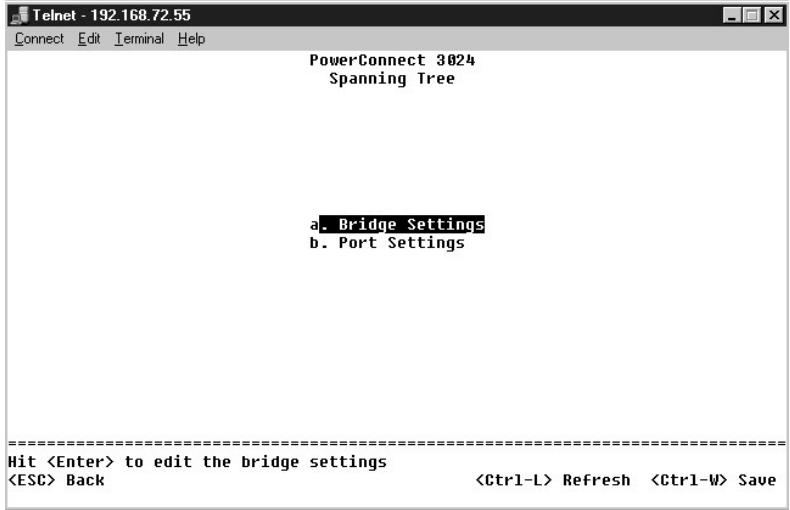 Telnet - 192.168.72.55
Connect Edit Terminal Help
PowerConnect 3024
Spanning Tree
a. Bridge Settings
b. Port Settings
================================================================================
Hit <Enter> to edit the bridge settings
<ESC> Back <Ctrl-L> Refresh <Ctrl-W> Save